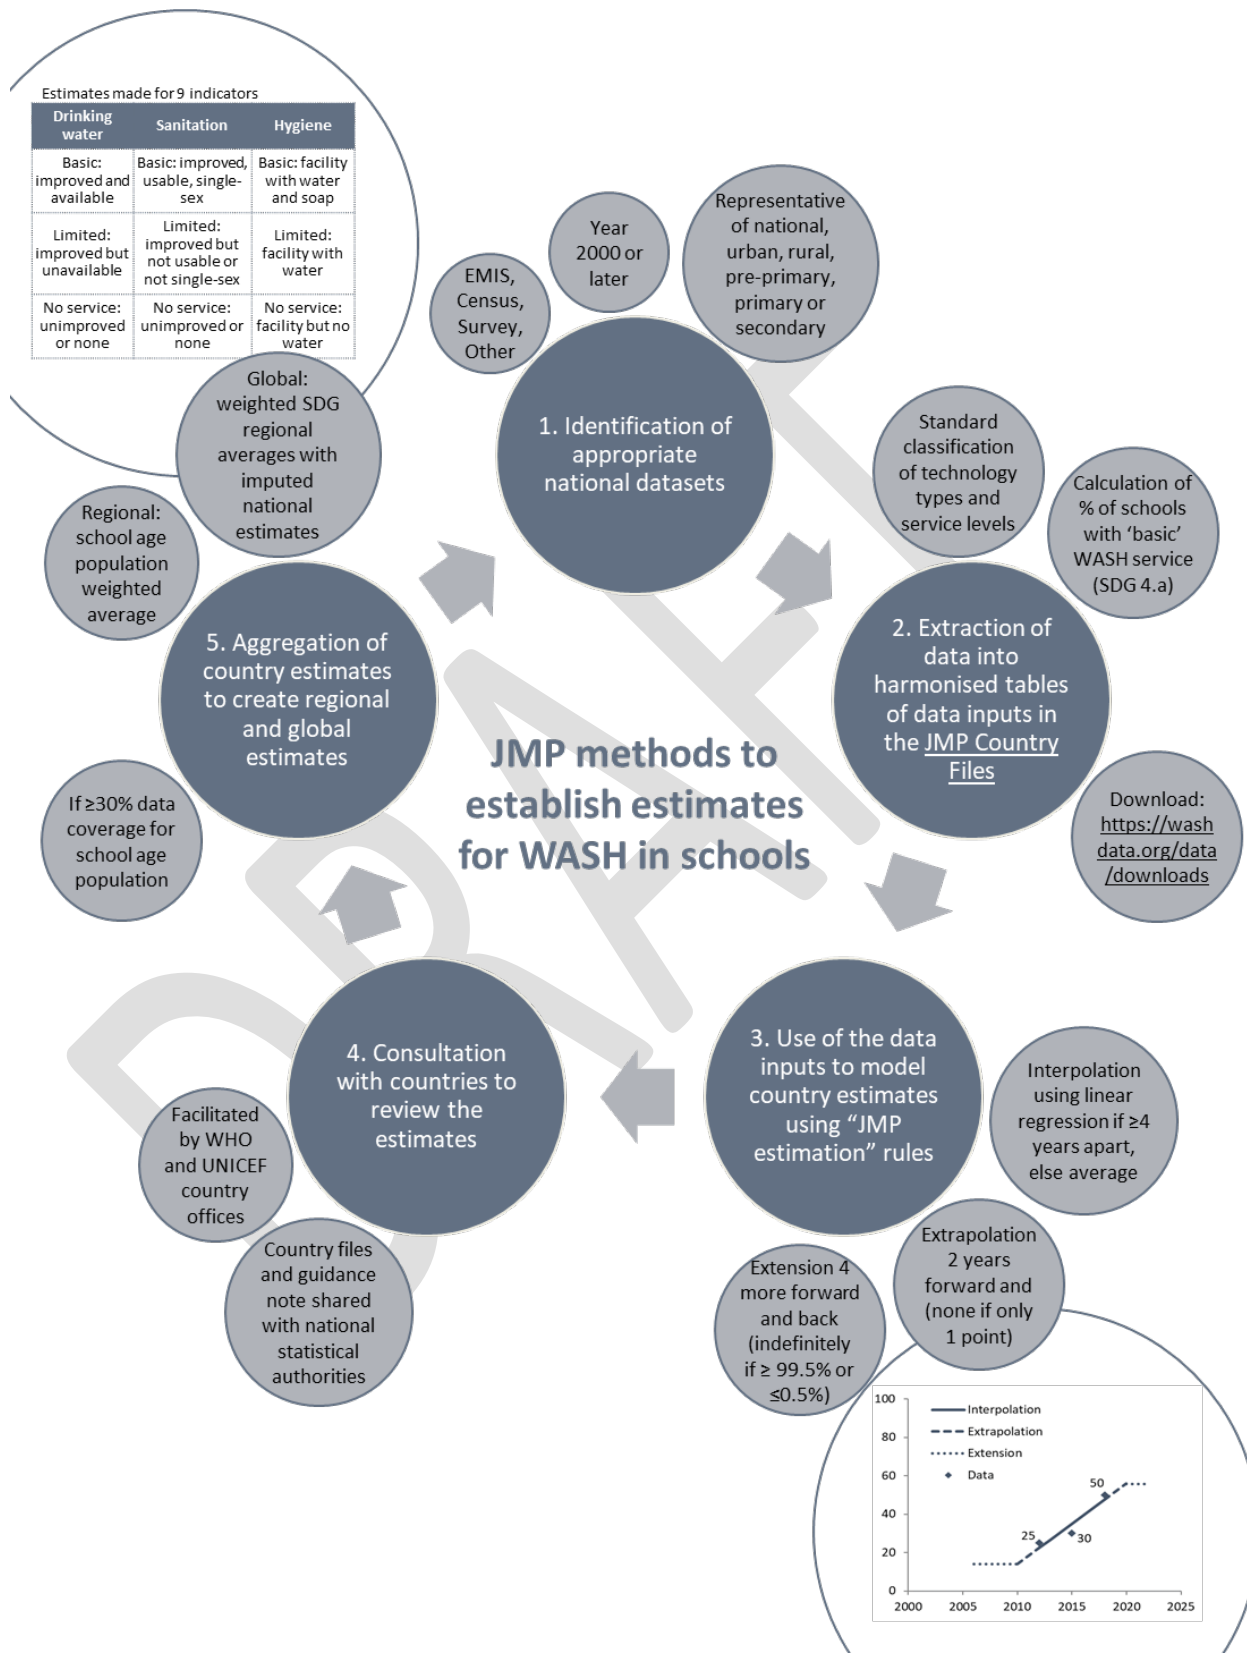 Estimates made for 9 indicators
Drinking
water
Sanitation
Hygiene
Basic:
improved and
available
Basic: improved,
usable, single-
sex
Basic: facility
with water
and soap
Limited:
improved but
unavailable
Limited:
improved but
not usable or
not single-sex
Limited:
facility with
water
No service:
unimproved
or none
No service:
unimproved or
none
No service:
facility but no
water
EMIS,
Census,
Survey,
Other
Year
2000 or
later
Representative
of national,
urban, rural,
pre-primary,
primary or
secondary
1. Identification of
appropriate
national datasets
Standard
classification
of technology
types and
service levels
Calculation of
% of schools
with ‘basic’
WASH service
(SDG 4.a)
2. Extraction of
data into
harmonised tables
of data inputs in
the JMP Country
Files
Download:
https://wash
data.org/data
/downloads
3. Use of the data
inputs to model
country estimates
using “JMP
estimation” rules
Interpolation
using linear
regression if ≥4
years apart,
else average
Extrapolation
2 years
forward and
(none if only
1 point)
Extension 4
more forward
and back
(indefinitely
if ≥ 99.5% or
≤0.5%)
100
80
60
40
20
0
2000
2005
2010
2015
2020
2025
Interpolation
Extrapolation
Extension
Data
25
30
50
4. Consultation
with countries to
review the
estimates
Facilitated
by WHO
and UNICEF
country
offices
Country files
and guidance
note shared
with national
statistical
authorities
5. Aggregation of
country estimates
to create regional
and global
estimates
If ≥30% data
coverage for
school age
population
Regional:
school age
population
weighted
average
Global:
weighted SDG
regional
averages with
imputed
national
estimates
JMP methods to
establish estimates
for WASH in schools
DRAFT